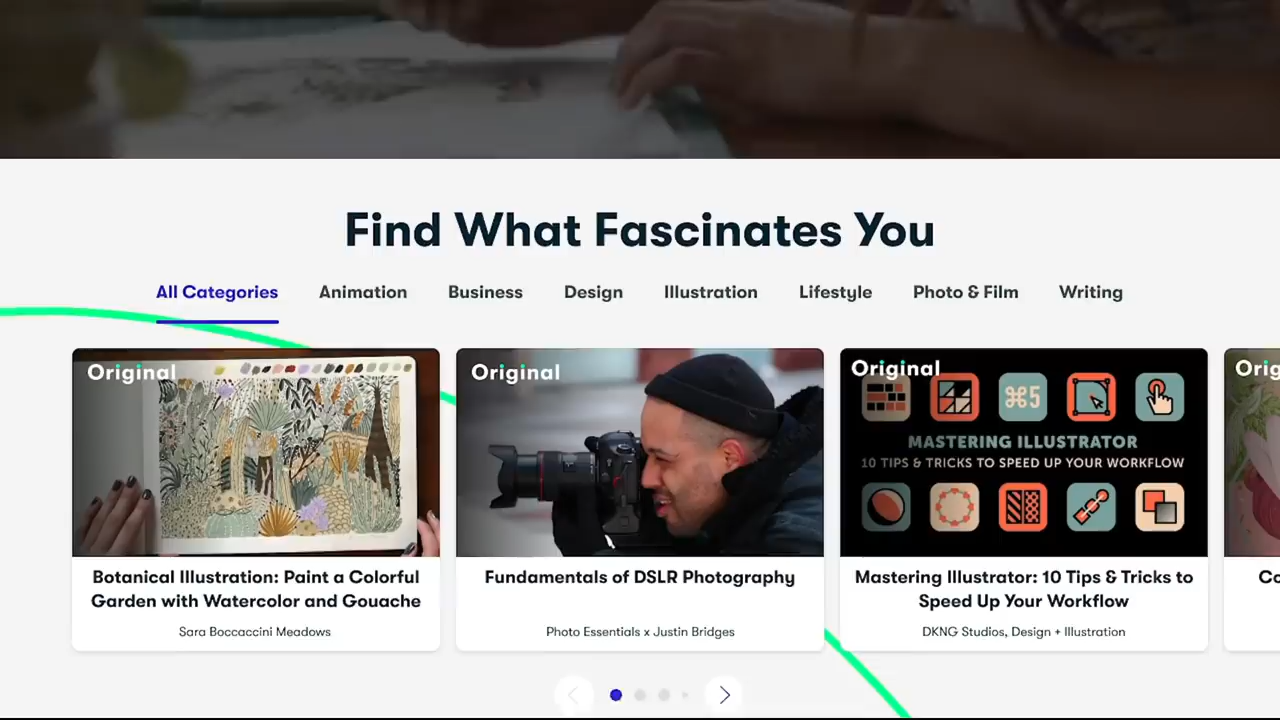 Find What Fascinates You
All Categories Animation Business Design Illustration Lifestyle Photo & Film Writing
Original
Botanical Illustration: Paint a Colorful
Garden with Watercolor and Gouache
Sara Boccaccini Meadows
Original
Fundamentals of DSLR Photography
Photo Essentials x Justin Bridges
Original
⌘5
MASTERING ILLUSTRATOR
10 TIPS & TRICKS TO SPEED UP YOUR WORKFLOW
Mastering Illustrator: 10 Tips & Tricks to
Speed Up Your Workflow
DKNG Studios, Design + Illustration
Orig
Co